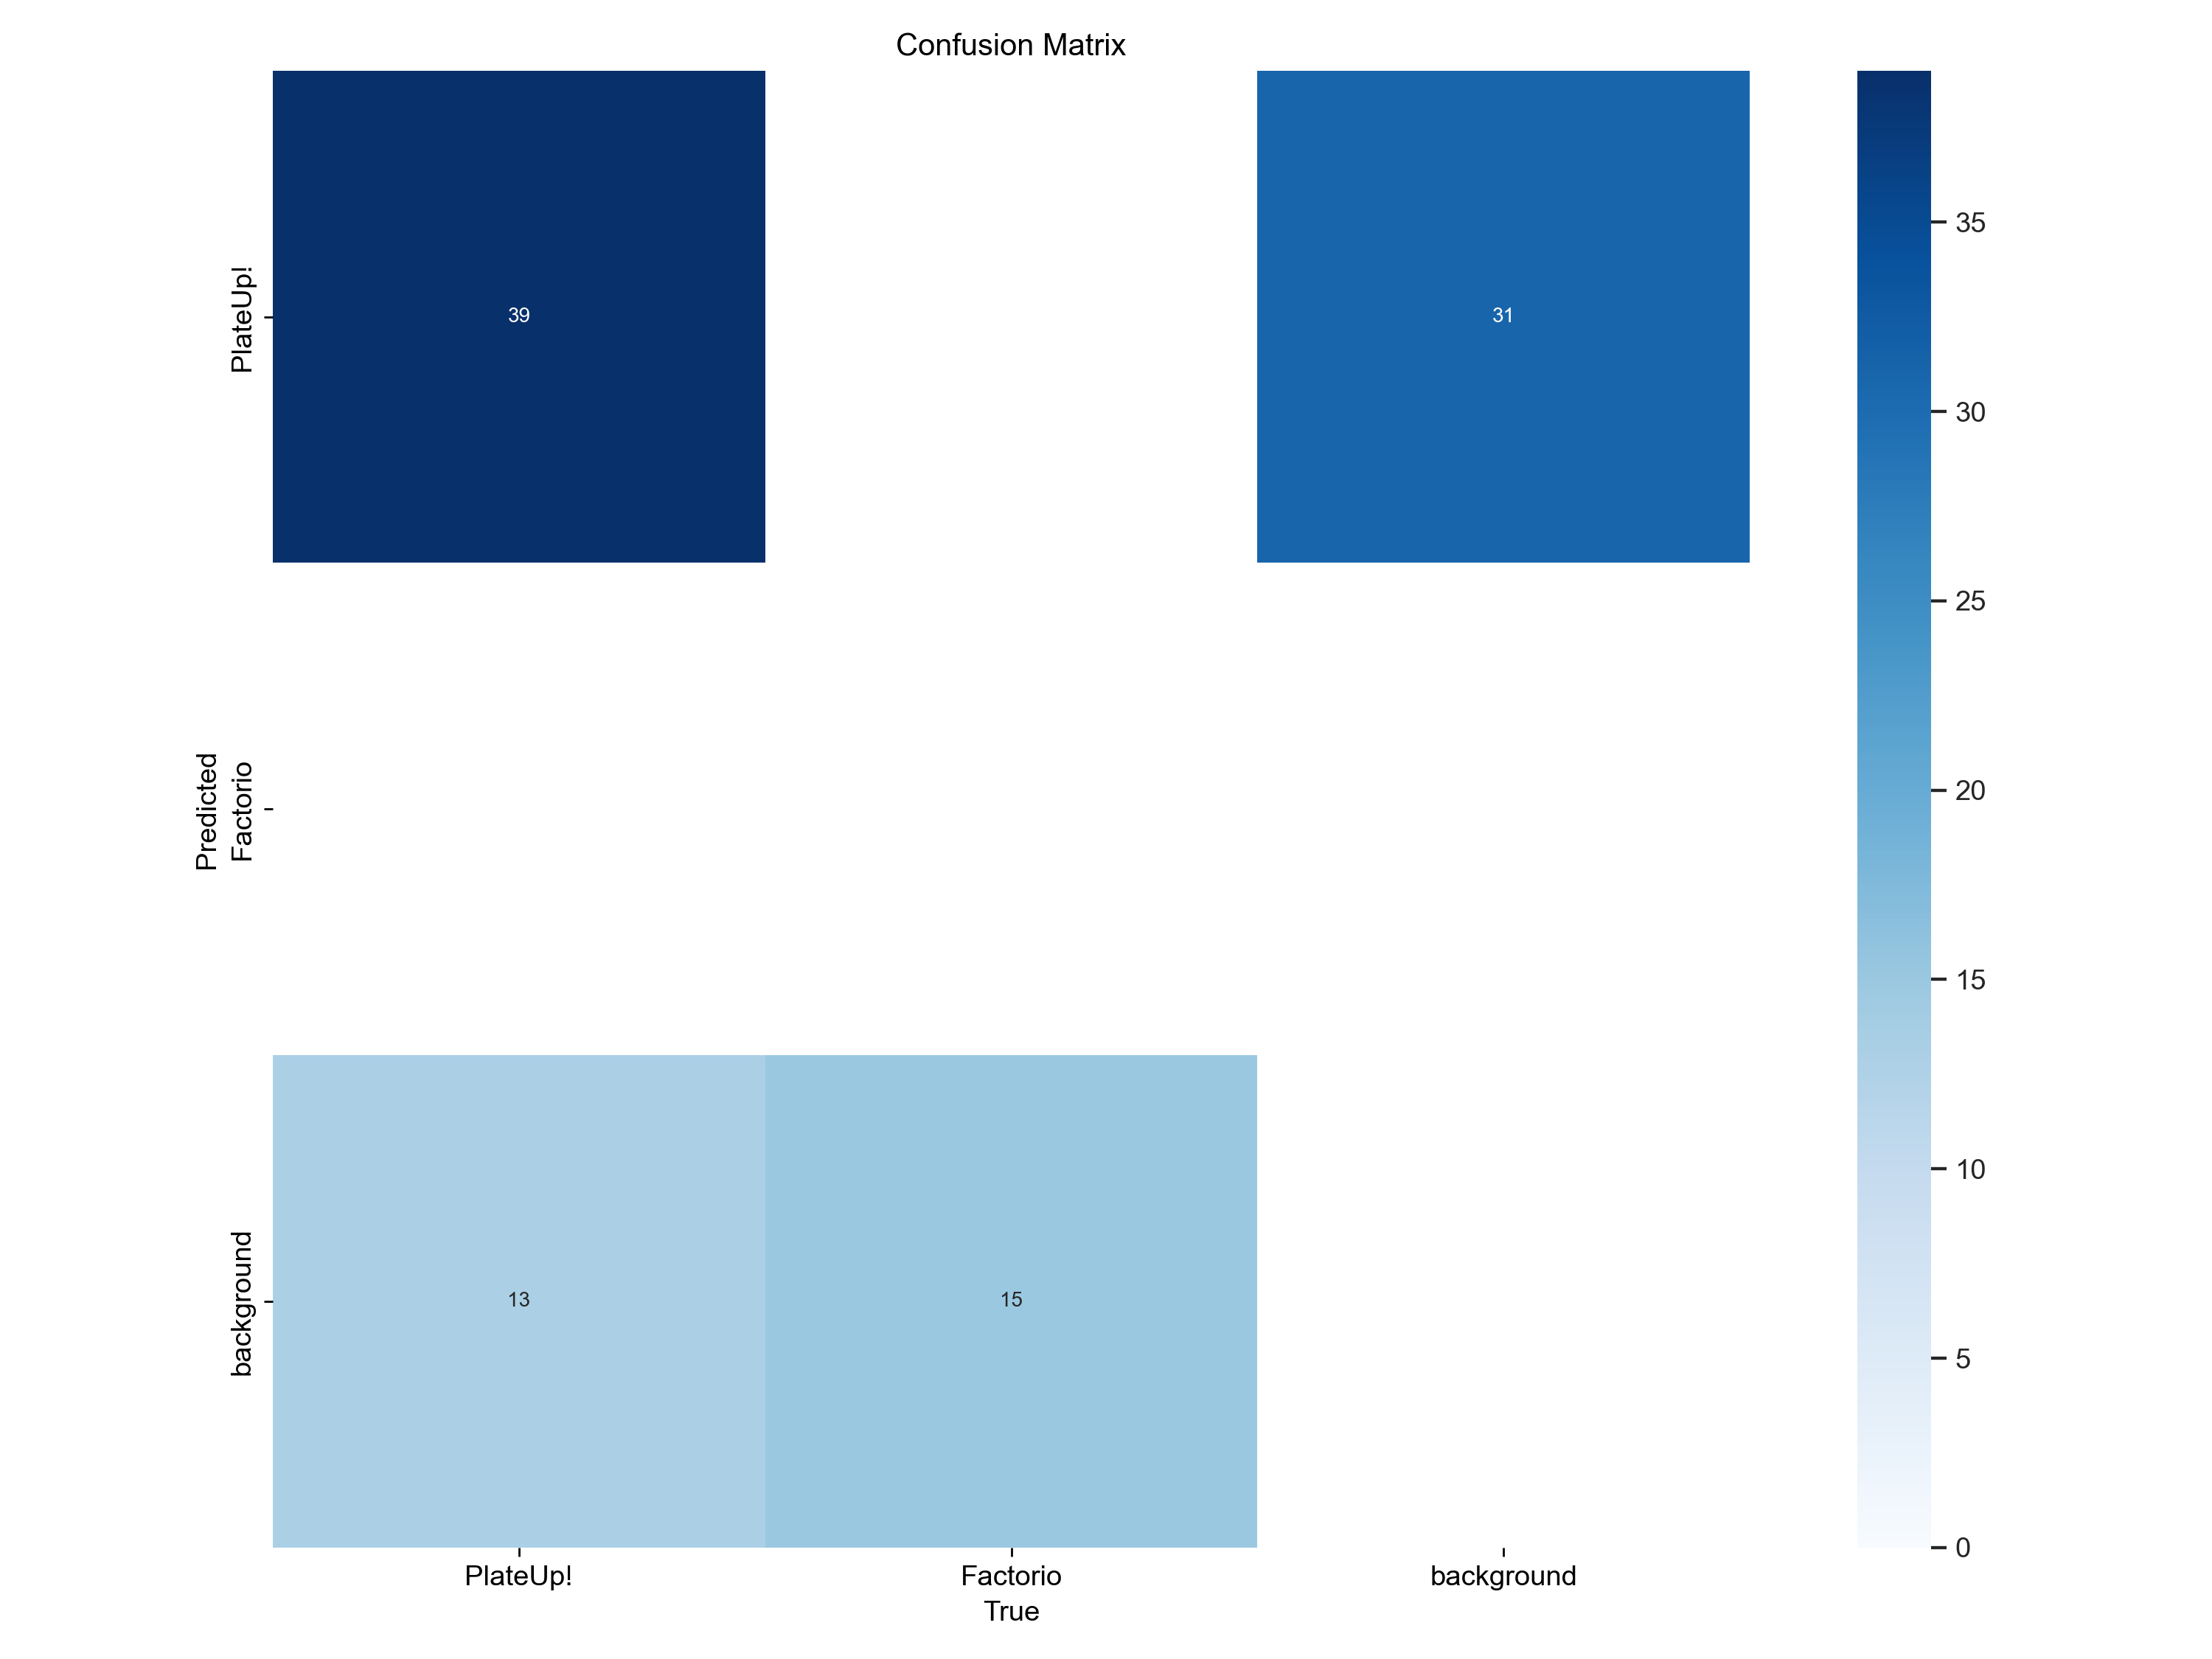 Confusion Matrix
PlateUp!
39
31
35
30
25
20
15
10
5
0
Predicted
Factorio
background
13
15
PlateUp!
Factorio
background
True